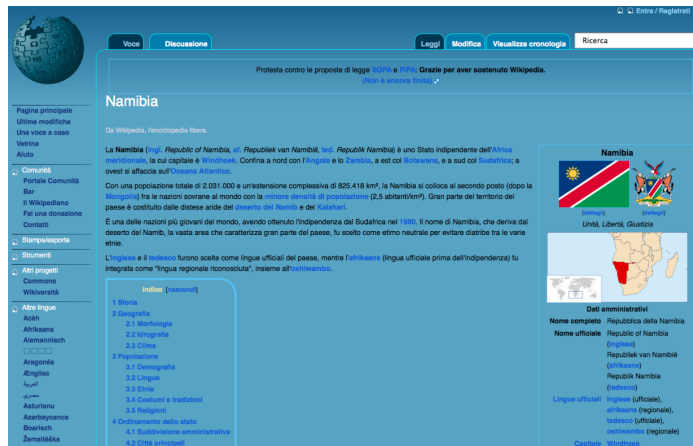 Entra / Registrati
Voce
Discussione
Leggi
Modifica
Visualizza cronologia
Ricerca
Protesta contro le proposte di legge SOPA e PIPA: Grazie per aver sostenuto Wikipedia.
(Non è ancora finita)
Pagina principale
Ultime modifiche
Una voce a caso
Vetrina
Aiuto
Comunità
Portale Comunità
Bar
Il Wikipediano
Fai una donazione
Contatti
Stampa/esporta
Strumenti
Altri progetti
Commons
Wikiversità
Altre lingue
Acèh
Afrikaans
Alemannisch
Aragonés
Ænglisc
العربية
مصرى
Asturianu
Azərbaycanca
Boarisch
Žemaitėška
Namibia
Da Wikipedia, l'enciclopedia libera.
La Namibia (ingl. Republic of Namibia, af. Republiek van Namibië, ted. Republik Namibia) è uno Stato indipendente dell'Africa
meridionale, la cui capitale è Windhoek. Confina a nord con l'Angola e lo Zambia, a est col Botswana, e a sud col Sudafrica; a
ovest si affaccia sull'Oceano Atlantico.
Con una popolazione totale di 2.031.000 e un'estensione complessiva di 825.418 km², la Namibia si colloca al secondo posto (dopo la
Mongolia) fra le nazioni sovrane al mondo con la minore densità di popolazione (2,5 abitanti/km²). Gran parte del territorio del
paese è costituito dalle distese aride del deserto del Namib e del Kalahari.
È una delle nazioni più giovani del mondo, avendo ottenuto l'indipendenza dal Sudafrica nel 1990. Il nome di Namibia, che deriva dal
deserto del Namib, la vasta area che caratterizza gran parte del paese, fu scelto come etimo neutrale per evitare diatribe tra le varie
etnie.
L'inglese e il tedesco furono scelte come lingue ufficiali del paese, mentre l'afrikaans (lingua ufficiale prima dell'indipendenza) fu
integrata come "lingua regionale riconosciuta", insieme all'oshiwambo.
Indice [nascondi]
1 Storia
2 Geografia
2.1 Morfologia
2.2 Idrografia
2.3 Clima
3 Popolazione
3.1 Demografia
3.2 Lingue
3.3 Etnie
3.4 Costumi e tradizioni
3.5 Religioni
4 Ordinamento dello stato
4.1 Suddivisione amministrativa
4.2 Città principali
Namibia
(dettagli)
(dettagli)
Unità, Libertà, Giustizia
Dati
amministrativi
Nome completo Repubblica della Namibia
Nome ufficiale Republic of Namibia
(inglese)
Republiek van Namibië
(afrikaans)
Republik Namibia
(tedesco)
Lingue ufficiali inglese (ufficiale),
afrikaans (regionale),
tedesco (ufficiale),
oshiwambo (regionale)
Capitale Windhoek